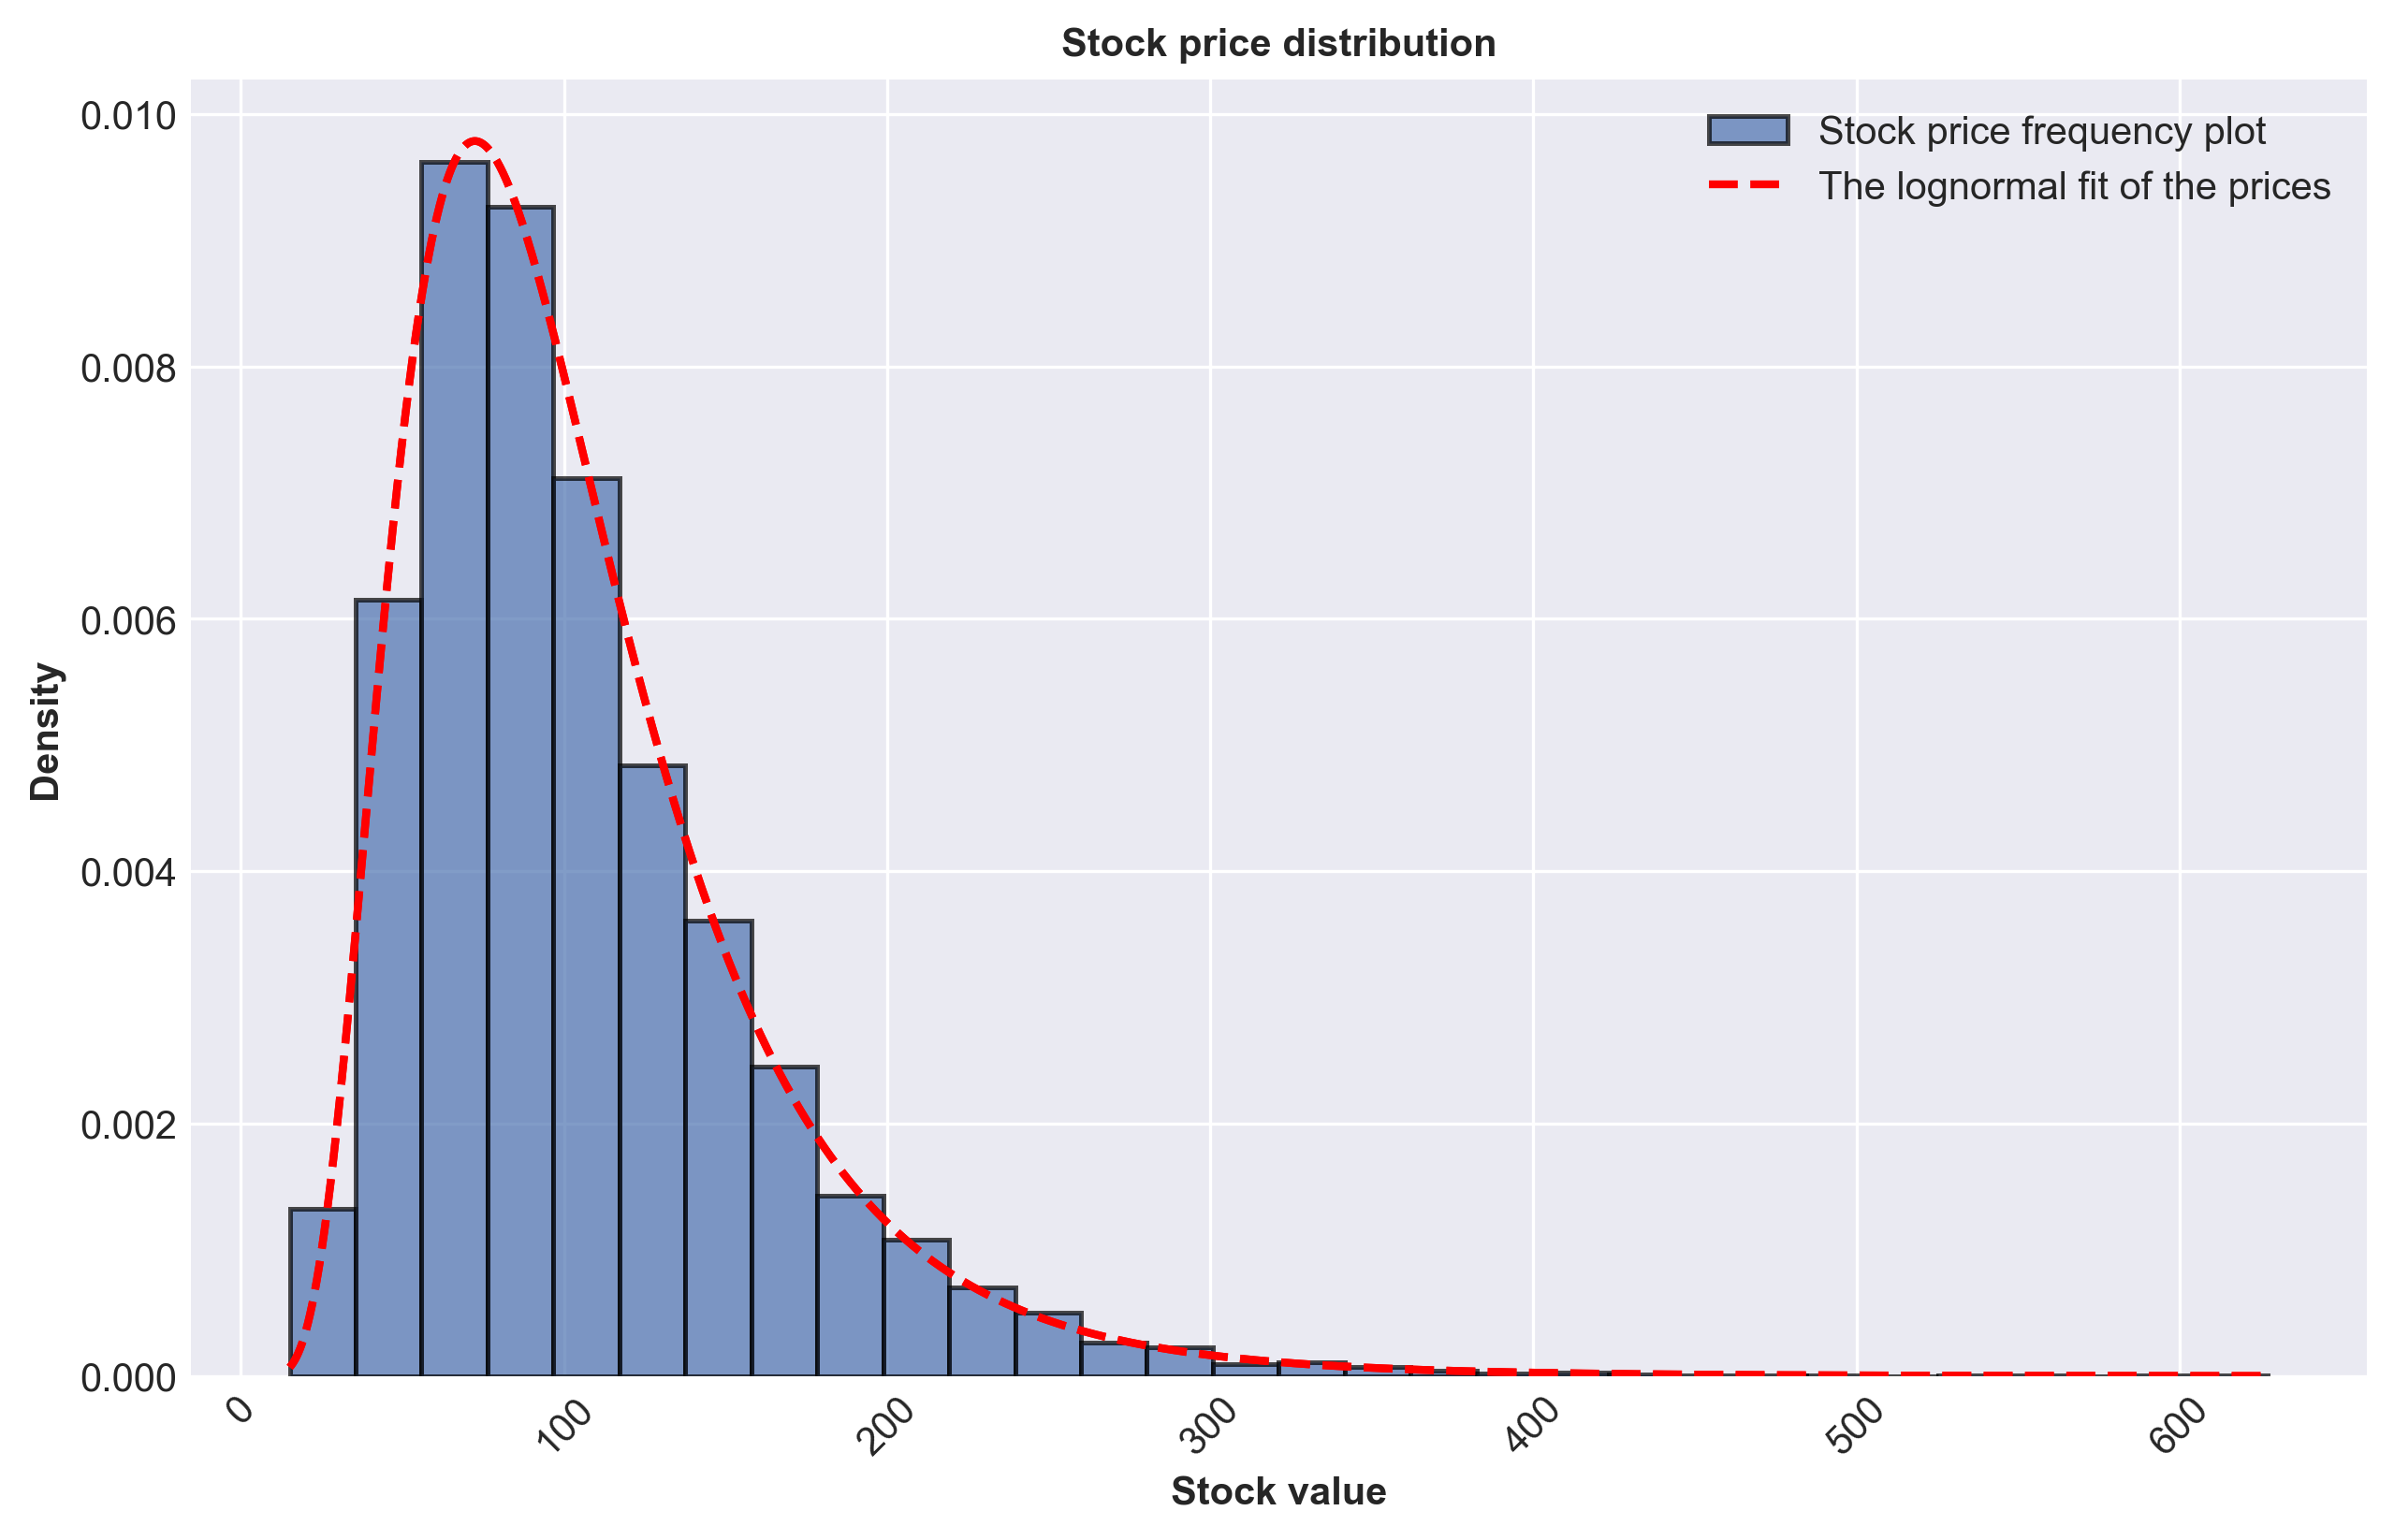 Stock price distribution
Stock price frequency plot
The lognormal fit of the prices
Density
0.010
0.008
0.006
0.004
0.002
0.000
0
100
200
300
400
500
600
Stock value